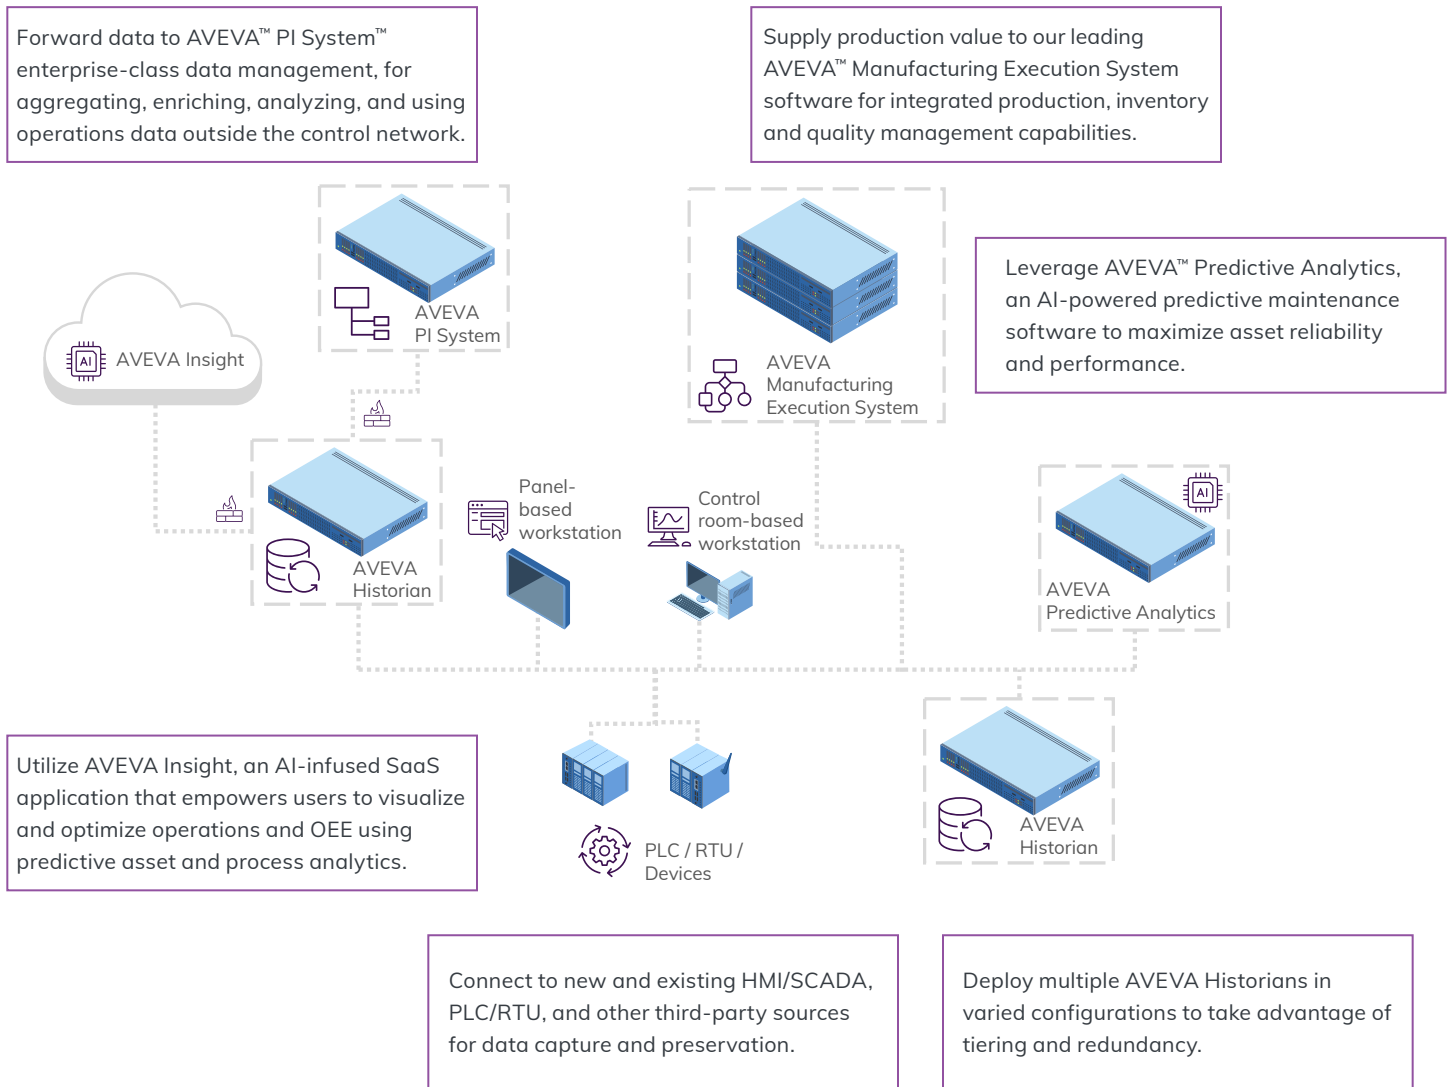 Forward data to AVEVA™ PI System™
enterprise-class data management, for
aggregating, enriching, analyzing, and using
operations data outside the control network.
Supply production value to our leading
AVEVA™ Manufacturing Execution System
software for integrated production, inventory
and quality management capabilities.
Leverage AVEVA™ Predictive Analytics,
an AI-powered predictive maintenance
software to maximize asset reliability
and performance.
AVEVA
PI System
AI
AVEVA Insight
AVEVA
Manufacturing
Execution System
AVEVA
Historian
Panel-
based
workstation
Control
room-based
workstation
AI
AVEVA
Predictive Analytics
Utilize AVEVA Insight, an AI-infused SaaS
application that empowers users to visualize
and optimize operations and OEE using
predictive asset and process analytics.
PLC / RTU /
Devices
AVEVA
Historian
Connect to new and existing HMI/SCADA,
PLC/RTU, and other third-party sources
for data capture and preservation.
Deploy multiple AVEVA Historians in
varied configurations to take advantage of
tiering and redundancy.